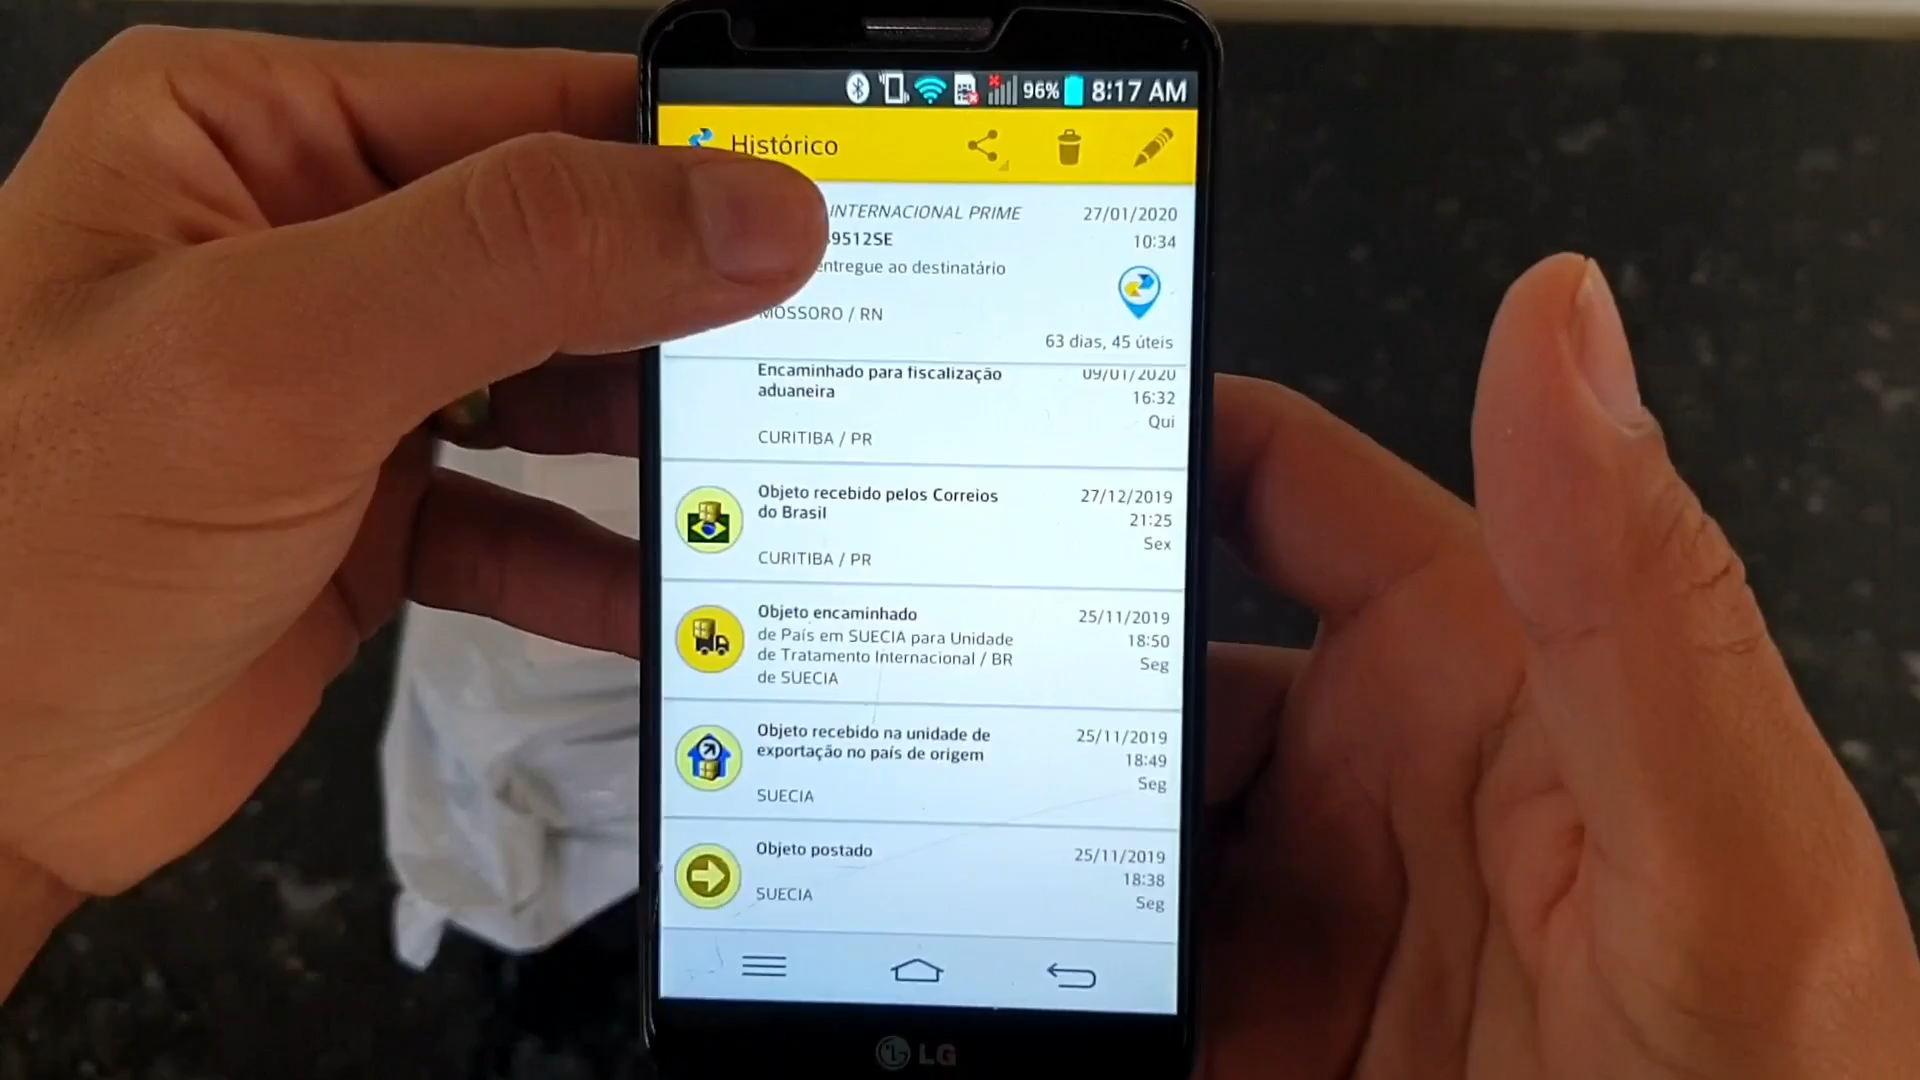 96% 8:17 AM
Histórico
INTERNACIONAL PRIME 27/01/2020
9512SE 10:34
entregue ao destinatário
MOSSORO / RN
63 dias, 45 úteis
Encaminhado para fiscalização 09/01/2020
aduaneira 16:32
Qui
CURITIBA / PR
Objeto recebido pelos Correios 27/12/2019
do Brasil 21:25
Sex
CURITIBA / PR
Objeto encaminhado 25/11/2019
de País em SUECIA para Unidade 18:50
de Tratamento Internacional / BR Seg
de SUECIA
Objeto recebido na unidade de 25/11/2019
exportação no país de origem 18:49
Seg
SUECIA
Objeto postado 25/11/2019
18:38
SUECIA Seg
LG